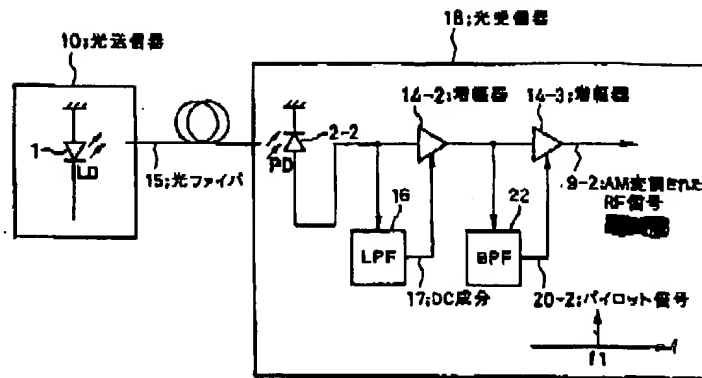 18;光受信器
10;光送信器
14-2;増幅器
14-3;増幅器
1
LD
2-2
PD
15;光ファイバ
9-2;AM変調された
RF信号
16
22
LPF
BPF
17;DC成分
20-2;パイロット信号
f1
f